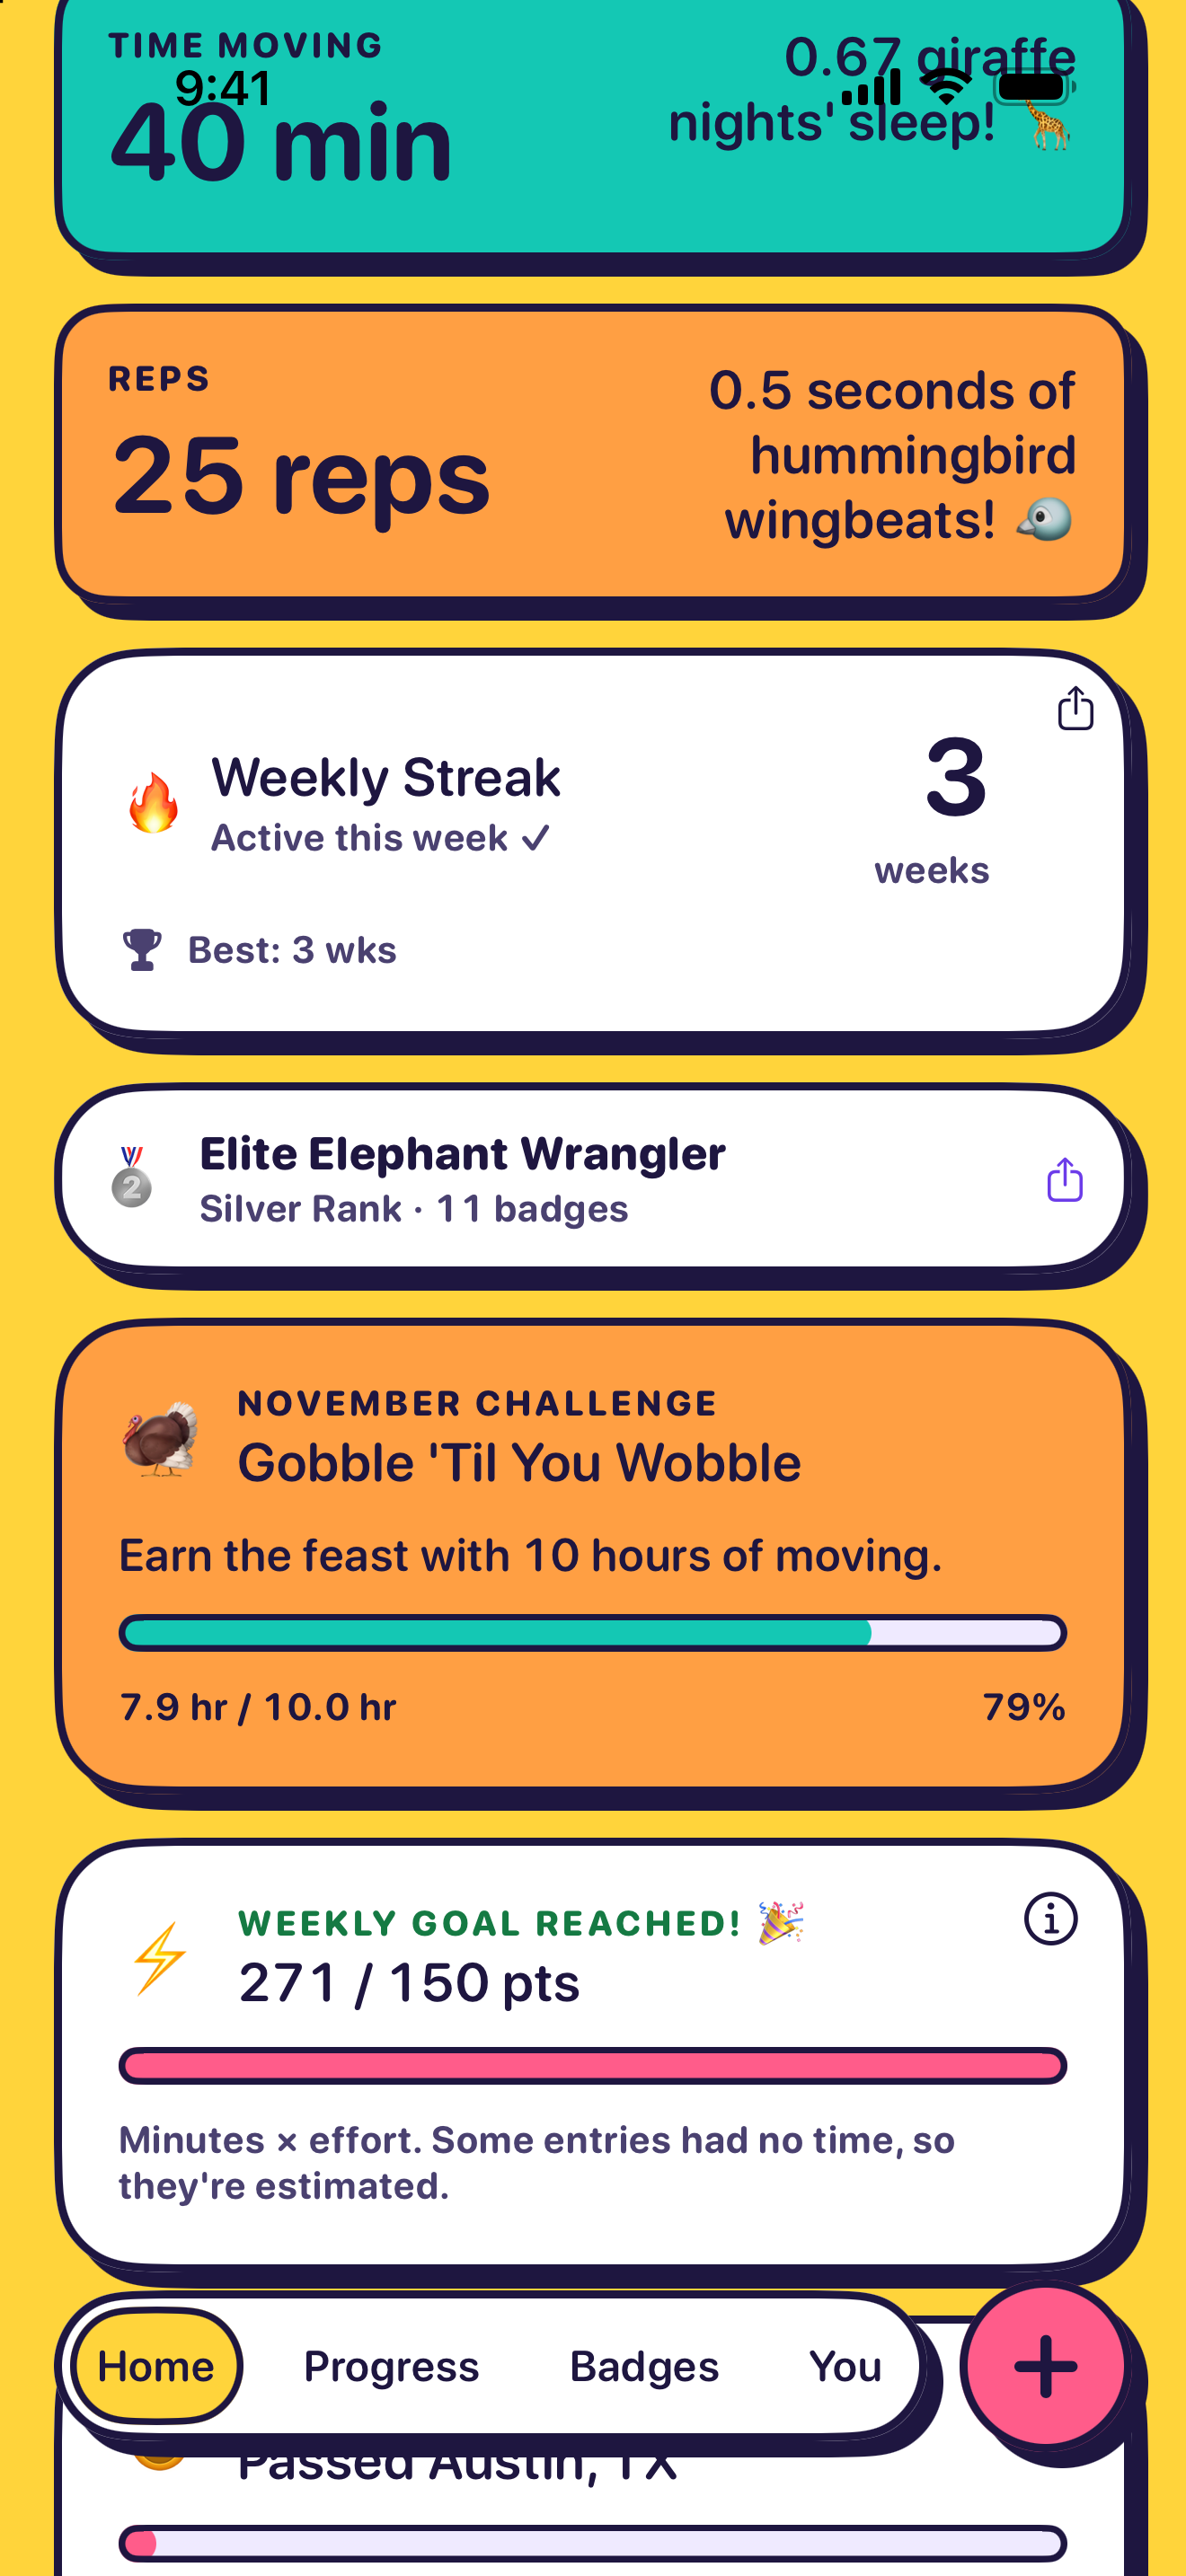 TIME MOVING
9:41
40 min
0.67 giraffe
nights' sleep! 🦒
REPS
25 reps
0.5 seconds of
hummingbird
wingbeats! 🐦
🔥 Weekly Streak
Active this week ✓
3
weeks
Best: 3 wks
Elite Elephant Wrangler
Silver Rank · 11 badges
NOVEMBER CHALLENGE
Gobble 'Til You Wobble
Earn the feast with 10 hours of moving.
7.9 hr / 10.0 hr
79%
WEEKLY GOAL REACHED! 🎉
271 / 150 pts
Minutes × effort. Some entries had no time, so
they're estimated.
Home
Progress
Badges
You
Passed Austin, TX